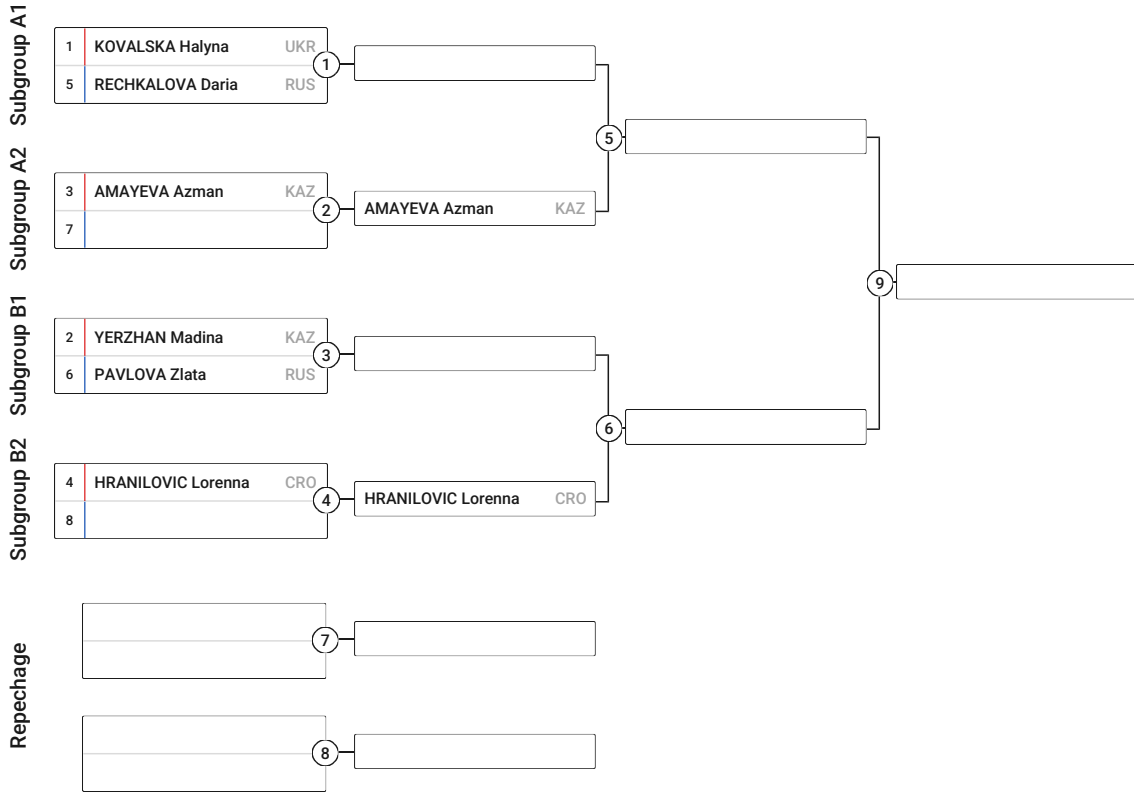 Subgroup A1
1 KOVALSKA Halyna UKR
5 RECHKALOVA Daria RUS
1
5
Subgroup A2
3 AMAYEVA Azman KAZ
7
2
AMAYEVA Azman KAZ
9
Subgroup B1
2 YERZHAN Madina KAZ
6 PAVLOVA Zlata RUS
3
6
Subgroup B2
4 HRANILOVIC Lorenna CRO
8
4
HRANILOVIC Lorenna CRO
Repechage
7
8